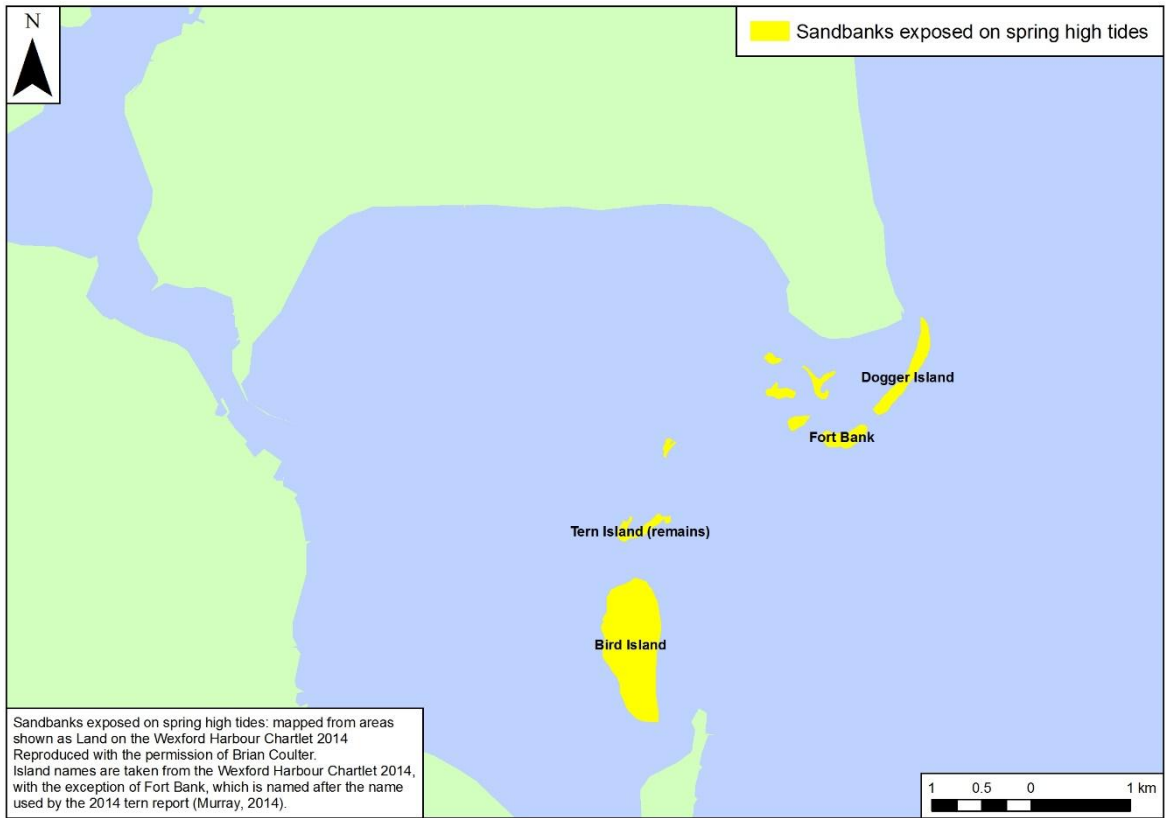 N
Sandbanks exposed on spring high tides
Dogger Island
Fort Bank
Tern Island (remains)
Bird Island
Sandbanks exposed on spring high tides: mapped from areas
shown as Land on the Wexford Harbour Chartlet 2014
Reproduced with the permission of Brian Coulter.
Island names are taken from the Wexford Harbour Chartlet 2014,
with the exception of Fort Bank, which is named after the name
used by the 2014 tern report (Murray, 2014).
1 0.5 0 1 km